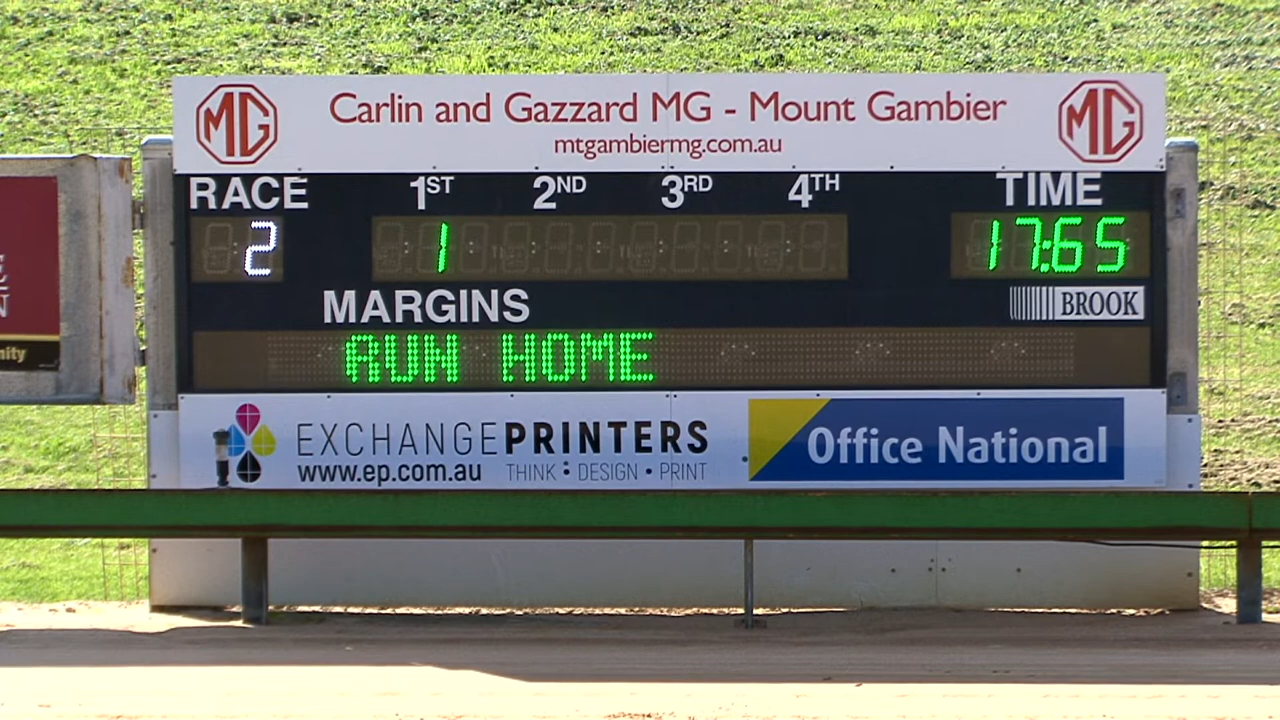 MG Carlin and Gazzard MG - Mount Gambier MG
mtgambiermg.com.au
RACE 1ST 2ND 3RD 4TH TIME
2 1 17:65
MARGINS BROOK
RUN HOME
EXCHANGEPRINTERS
www.ep.com.au THINK : DESIGN • PRINT
Office National